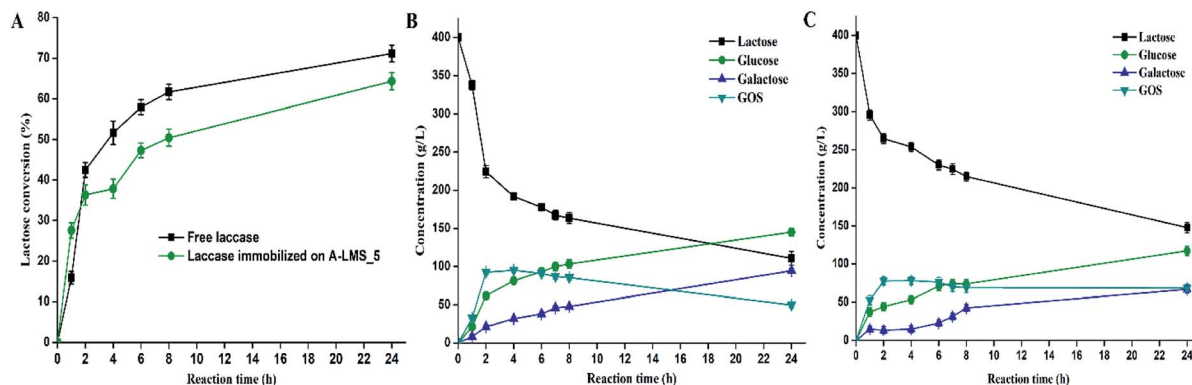 A
80
70
60
50
40
30
20
10
0
Lactose conversion (%)
Free laccase
Laccase immobilized on A-LMS_5
0 2 4 6 8 10 12 14 16 18 20 22 24
Reaction time (h)
B
400
350
300
250
200
150
100
50
0
Concentration (g/L)
Lactose
Glucose
Galactose
GOS
0 2 4 6 8 10 12 14 16 18 20 22 24
Reaction time (h)
C
400
350
300
250
200
150
100
50
0
Concentration (g/L)
Lactose
Glucose
Galactose
GOS
0 2 4 6 8 10 12 14 16 18 20 22 24
Reaction time (h)